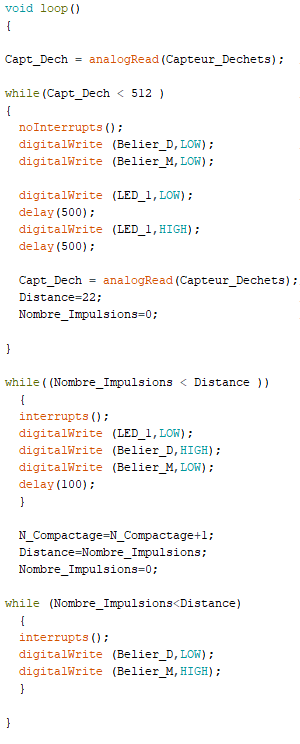 void loop()
{
Capt_Dech = analogRead(Capteur_Dechets);
while(Capt_Dech < 512 )
{
noInterrupts();
digitalWrite (Belier_D,LOW);
digitalWrite (Belier_M,LOW);
digitalWrite (LED_1,LOW);
delay(500);
digitalWrite (LED_1,HIGH);
delay(500);
Capt_Dech = analogRead(Capteur_Dechets);
Distance=22;
Nombre_Impulsions=0;
}
while((Nombre_Impulsions < Distance ))
{
interrupts();
digitalWrite (LED_1,LOW);
digitalWrite (Belier_D,HIGH);
digitalWrite (Belier_M,LOW);
delay(100);
}
N_Compactage=N_Compactage+1;
Distance=Nombre_Impulsions;
Nombre_Impulsions=0;
while (Nombre_Impulsions<Distance)
{
interrupts();
digitalWrite (Belier_D,LOW);
digitalWrite (Belier_M,HIGH);
}
}